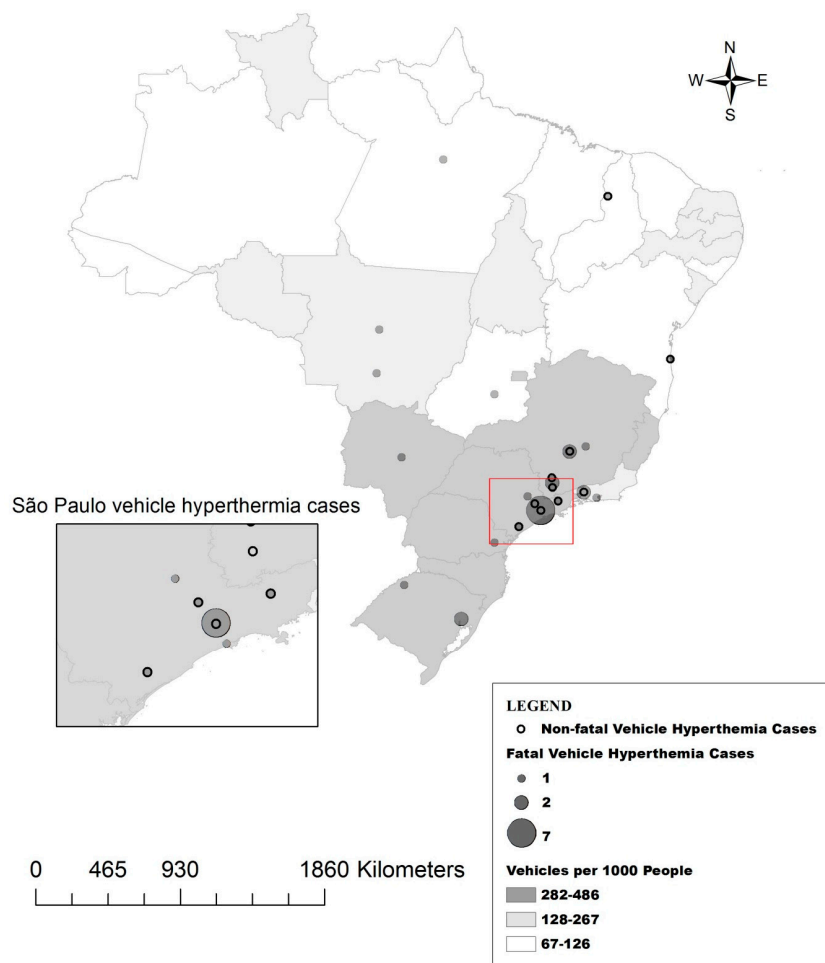 N
W E
S
São Paulo vehicle hyperthermia cases
LEGEND
Non-fatal Vehicle Hyperthemia Cases
Fatal Vehicle Hyperthemia Cases
1
2
7
0 465 930 1860 Kilometers
Vehicles per 1000 People
282-486
128-267
67-126